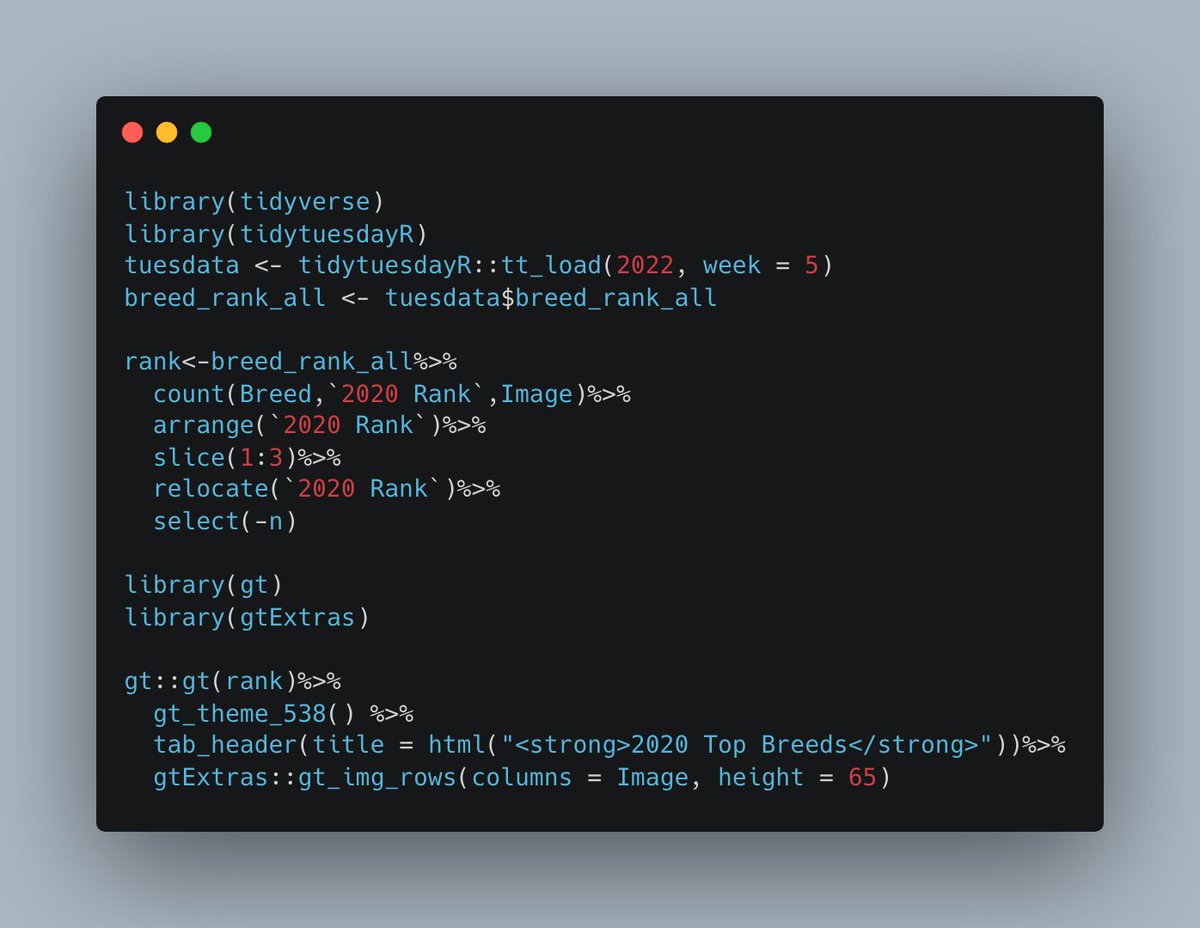 library(tidyverse)
library(tidytuesdayR)
tuesdata <- tidytuesdayR::tt_load(2022, week = 5)
breed_rank_all <- tuesdata$breed_rank_all

rank<-breed_rank_all%>%
  count(Breed,`2020 Rank`,Image)%>%
  arrange(`2020 Rank`)%>%
  slice(1:3)%>%
  relocate(`2020 Rank`)%>%
  select(-n)

library(gt)
library(gtExtras)

gt::gt(rank)%>%
  gt_theme_538() %>%
  tab_header(title = html("<strong>2020 Top Breeds</strong>"))%>%
  gtExtras::gt_img_rows(columns = Image, height = 65)